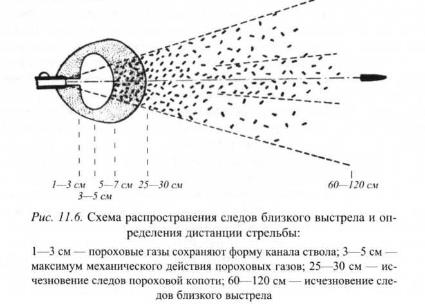 1—3 см 5—7 см 25—30 см 60—120 см
3—5 см
Рис. 11.6. Схема распространения следов близкого выстрела и оп-
ределения дистанции стрельбы:
1—3 см — пороховые газы сохраняют форму канала ствола; 3—5 см —
максимум механического действия пороховых газов; 25—30 см — ис-
чезновение следов пороховой копоти; 60—120 см — исчезновение сле-
дов близкого выстрела